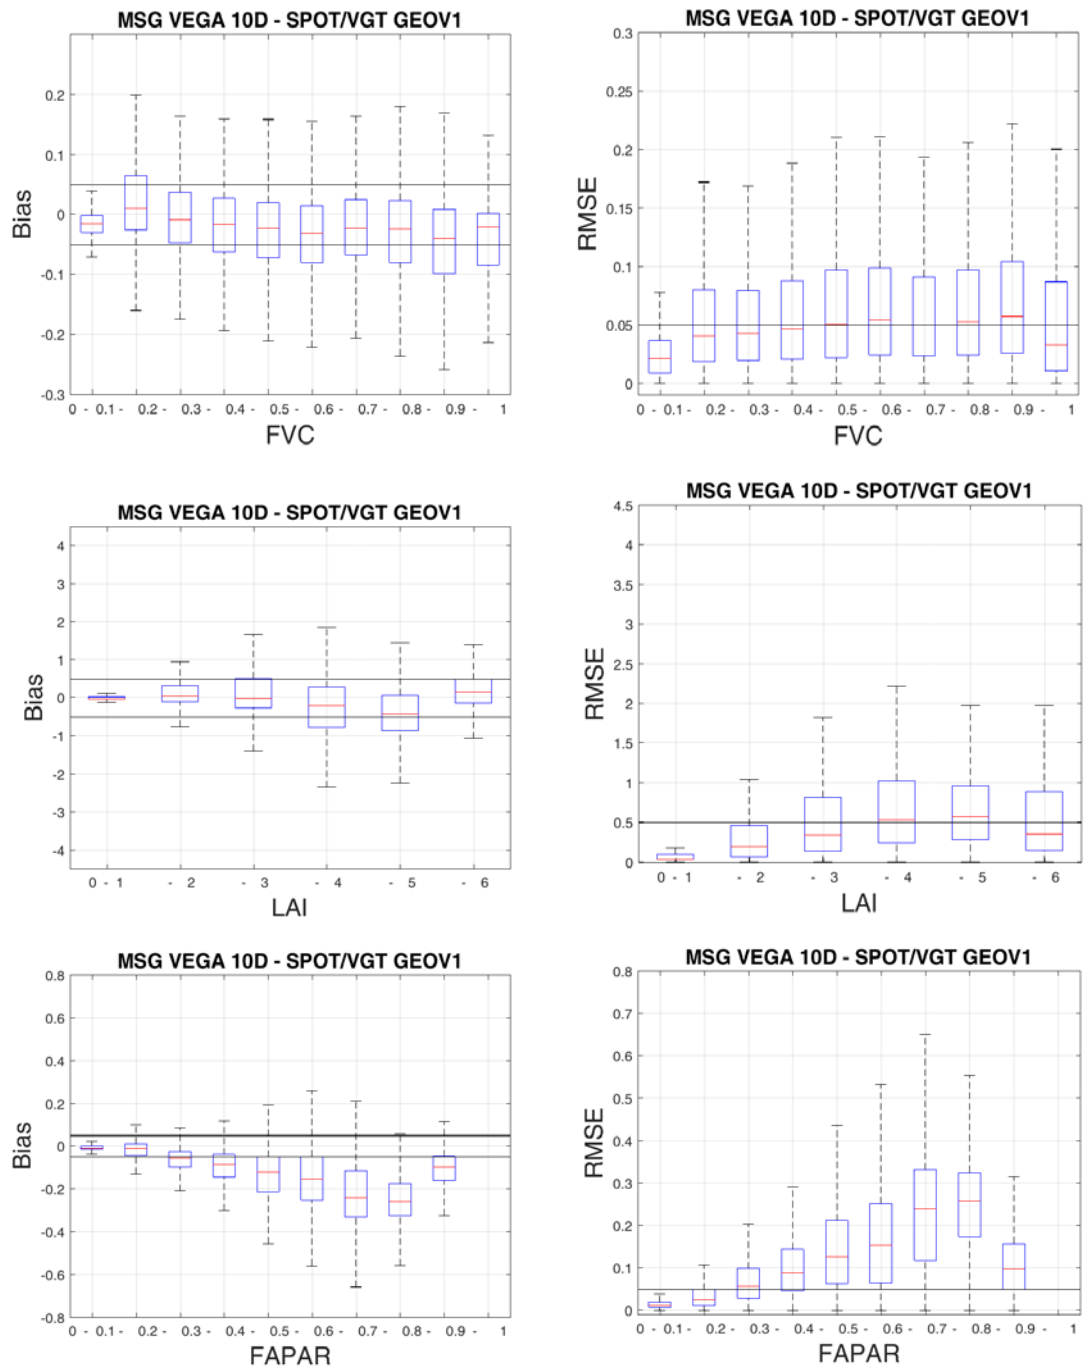 MSG VEGA 10D - SPOT/VGT GEOV1
Bias
0.2
0.1
0
-0.1
-0.2
-0.3
0 - 0.1 - 0.2 - 0.3 - 0.4 - 0.5 - 0.6 - 0.7 - 0.8 - 0.9 - 1
FVC
MSG VEGA 10D - SPOT/VGT GEOV1
RMSE
0.3
0.25
0.2
0.15
0.1
0.05
0
0 - 0.1 - 0.2 - 0.3 - 0.4 - 0.5 - 0.6 - 0.7 - 0.8 - 0.9 - 1
FVC
MSG VEGA 10D - SPOT/VGT GEOV1
Bias
4
3
2
1
0
-1
-2
-3
-4
0 - 1 - 2 - 3 - 4 - 5 - 6
LAI
MSG VEGA 10D - SPOT/VGT GEOV1
RMSE
4.5
4
3.5
3
2.5
2
1.5
1
0.5
0
0 - 1 - 2 - 3 - 4 - 5 - 6
LAI
MSG VEGA 10D - SPOT/VGT GEOV1
Bias
0.8
0.6
0.4
0.2
0
-0.2
-0.4
-0.6
-0.8
0 - 0.1 - 0.2 - 0.3 - 0.4 - 0.5 - 0.6 - 0.7 - 0.8 - 0.9 - 1
FAPAR
MSG VEGA 10D - SPOT/VGT GEOV1
RMSE
0.8
0.7
0.6
0.5
0.4
0.3
0.2
0.1
0
0 - 0.1 - 0.2 - 0.3 - 0.4 - 0.5 - 0.6 - 0.7 - 0.8 - 0.9 - 1
FAPAR